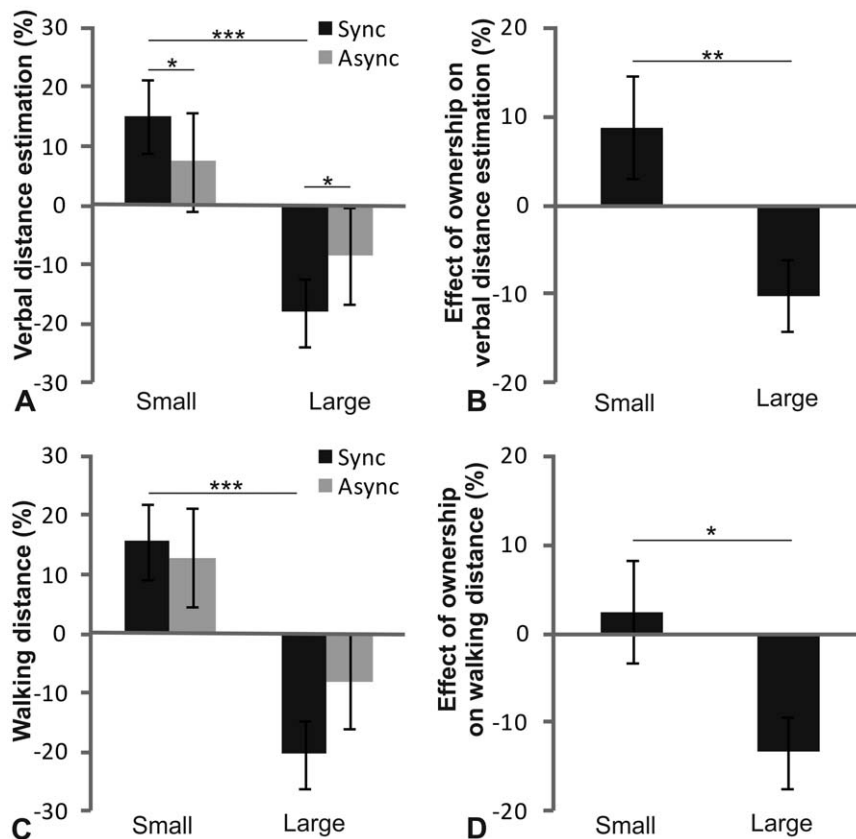 Verbal distance estimation (%)
30
20
10
0
-10
-20
-30
***
*
*
Sync
Async
A
Small
Large
Effect of ownership on
verbal distance estimation (%)
20
10
0
-10
-20
**
B
Small
Large
Walking distance (%)
30
20
10
0
-10
-20
-30
***
Sync
Async
C
Small
Large
Effect of ownership
on walking distance (%)
20
10
0
-10
-20
*
D
Small
Large